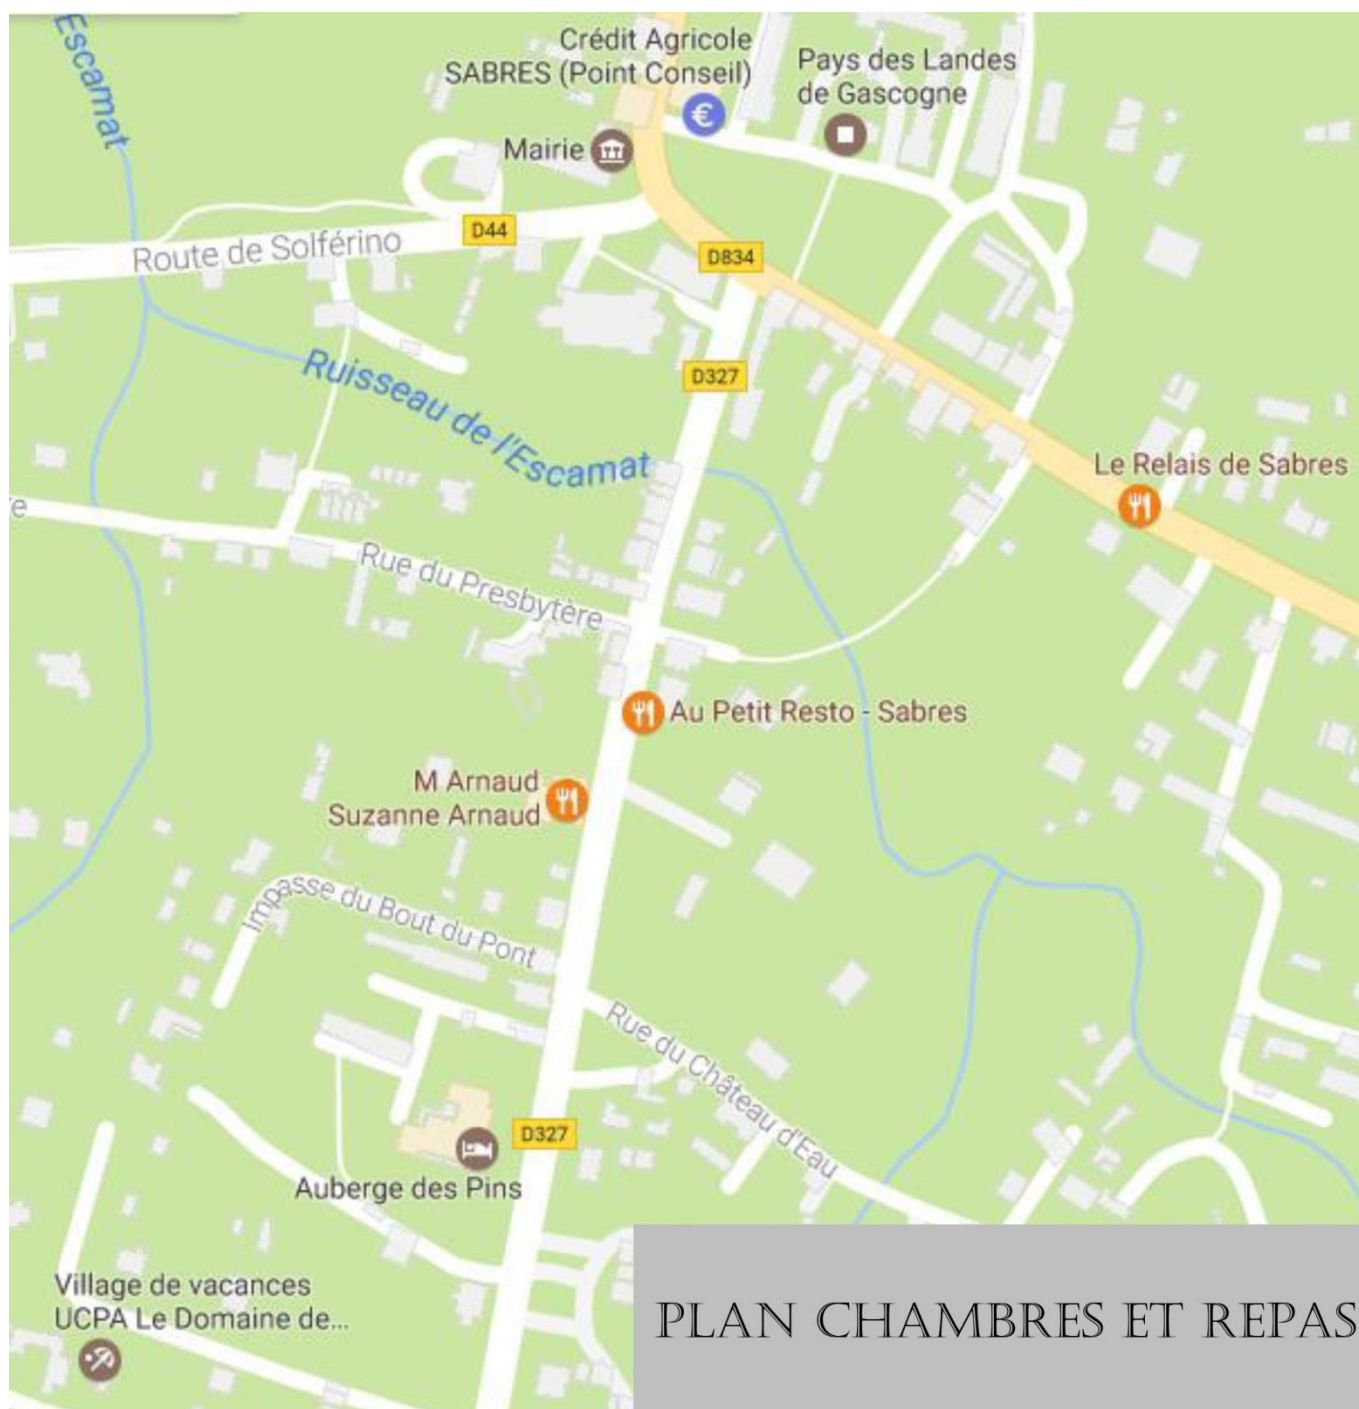 Escamat
Crédit Agricole
SABRES (Point Conseil)
Pays des Landes
de Gascogne
€
Mairie
D44
Route de Solférino
D834
Ruisseau de l'Escamat
D327
Le Relais de Sabres
e
Rue du Presbytère
Au Petit Resto - Sabres
M Arnaud
Suzanne Arnaud
Impasse du Bout du Pont
Rue du Château d'Eau
D327
Auberge des Pins
Village de vacances
UCPA Le Domaine de...
PLAN CHAMBRES ET REPAS